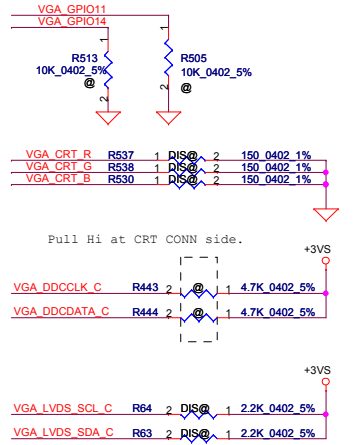 VGA_GPIO11
VGA_GPIO14
1 1
R513 R505
10K_0402_5% 10K_0402_5%
@ @
2 2
VGA_CRT_R R537 1 DIS@ 2 150_0402_1%
VGA_CRT_G R538 1 DIS@ 2 150_0402_1%
VGA_CRT_B R530 1 DIS@ 2 150_0402_1%
Pull Hi at CRT CONN side.
+3VS
VGA_DDCCLK_C R443 2 @ 1 4.7K_0402_5%
VGA_DDCDATA_C R444 2 @ 1 4.7K_0402_5%
+3VS
VGA_LVDS_SCL_C R64 2 DIS@ 1 2.2K_0402_5%
VGA_LVDS_SDA_C R63 2 DIS@ 1 2.2K_0402_5%